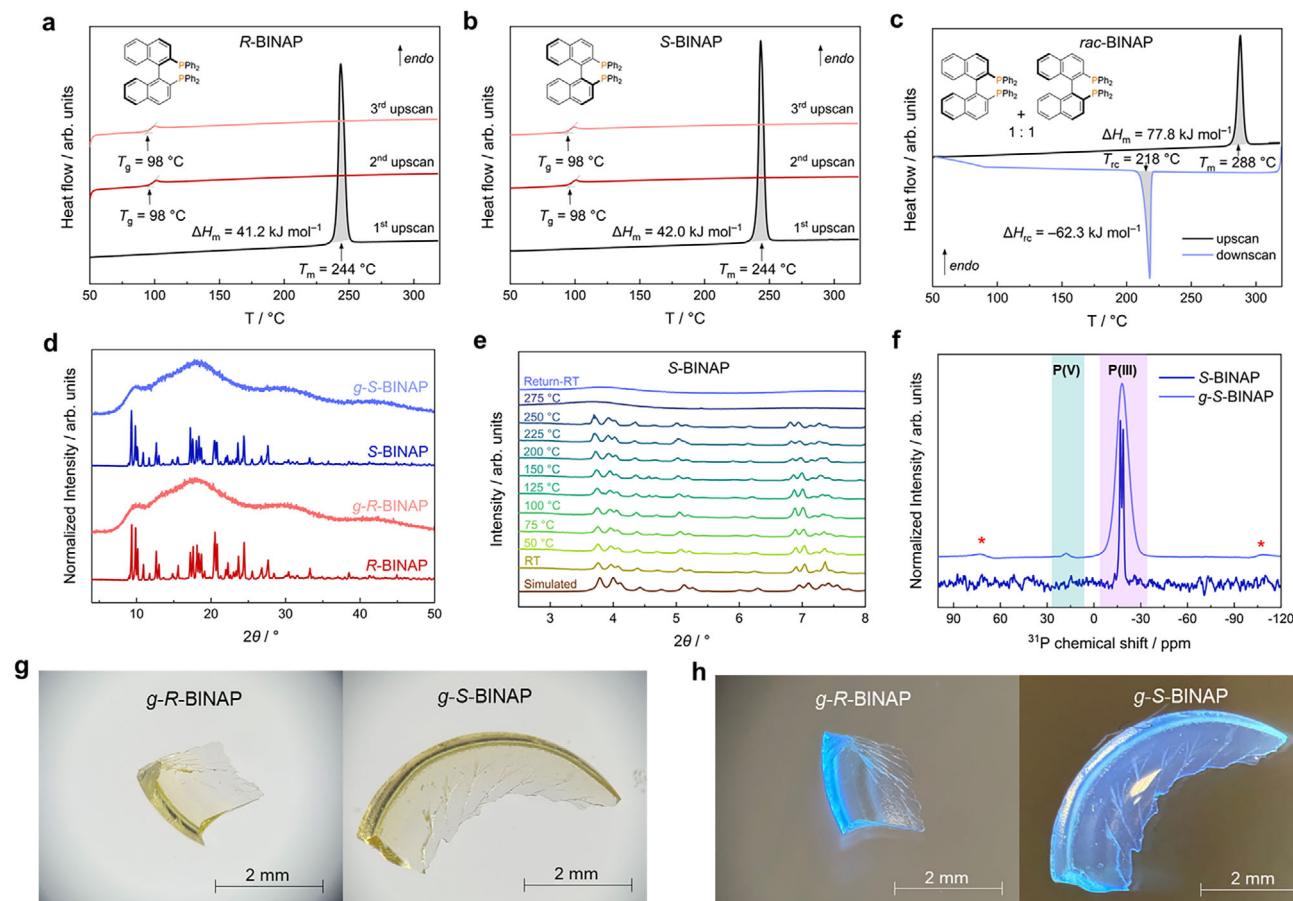 a
R-BINAP
endo
PPh2
PPh2
3rd upscan
Tg = 98 °C
2nd upscan
Tg = 98 °C
ΔHm = 41.2 kJ mol–1
1st upscan
Tm = 244 °C
Heat flow / arb. units
50 100 150 200 250 300
T / °C
b
S-BINAP
endo
PPh2
PPh2
3rd upscan
Tg = 98 °C
2nd upscan
Tg = 98 °C
ΔHm = 42.0 kJ mol–1
1st upscan
Tm = 244 °C
Heat flow / arb. units
50 100 150 200 250 300
T / °C
c
rac-BINAP
PPh2 PPh2
PPh2 PPh2
+
1 : 1
ΔHm = 77.8 kJ mol–1
Trc = 218 °C
Tm = 288 °C
ΔHrc = –62.3 kJ mol–1
upscan
downscan
endo
Heat flow / arb. units
50 100 150 200 250 300
T / °C
d
g-S-BINAP
S-BINAP
g-R-BINAP
R-BINAP
Normalized Intensity / arb. units
10 20 30 40 50
2θ / °
e
S-BINAP
Return-RT
275 °C
250 °C
225 °C
200 °C
150 °C
125 °C
100 °C
75 °C
50 °C
RT
Simulated
Intensity / arb. units
3 4 5 6 7 8
2θ / °
f
P(V) P(III)
S-BINAP
g-S-BINAP
* *
Normalized Intensity / arb. units
90 60 30 0 -30 -60 -90 -120
31P chemical shift / ppm
g
g-R-BINAP
2 mm
g-S-BINAP
2 mm
h
g-R-BINAP
2 mm
g-S-BINAP
2 mm